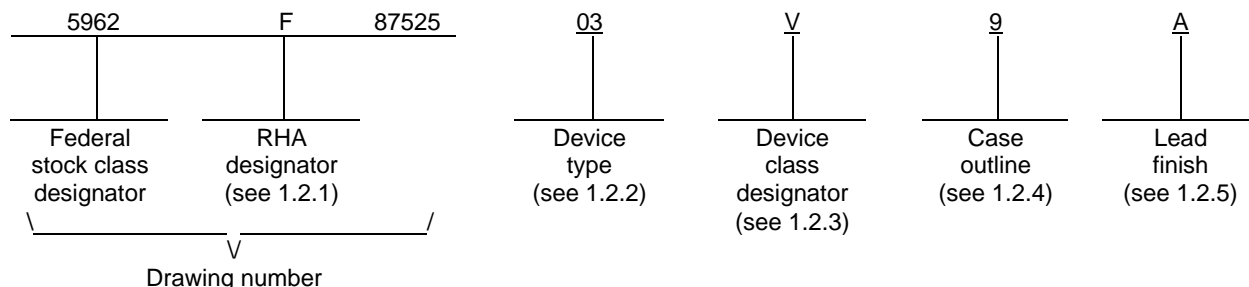 5962 F 87525 03 V 9 A
Federal stock class designator
RHA designator (see 1.2.1)
Device type (see 1.2.2)
Device class designator (see 1.2.3)
Case outline (see 1.2.4)
Lead finish (see 1.2.5)
\ /
\/
Drawing number